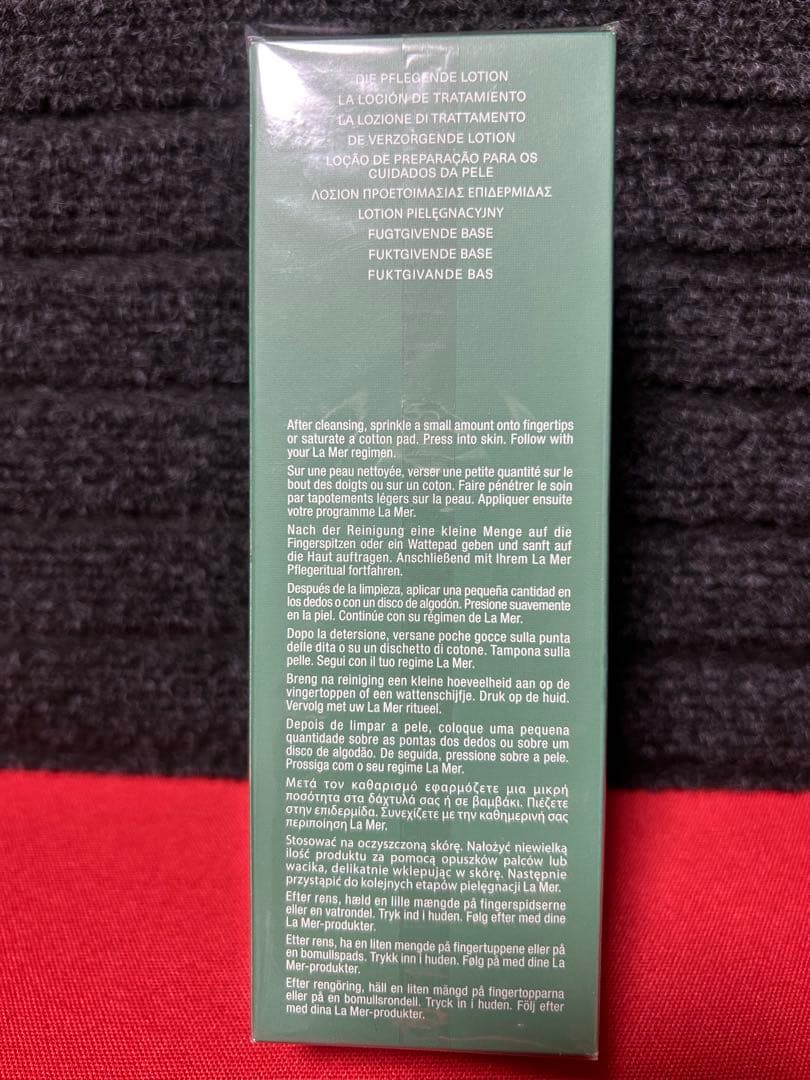 DIE PFLEGENDE LOTION
LA LOCIÓN DE TRATAMIENTO
LA LOZIONE DI TRATTAMENTO
DE VERZORGENDE LOTION
LOÇÃO DE PREPARAÇÃO PARA OS
CUIDADOS DA PELE
ΛΟΣΙΟΝ ΠΡΟΕΤΟΙΜΑΣΙΑΣ ΕΠΙΔΕΡΜΙΔΑΣ
LOTION PIELĘGNACYJNY
FUGTGIVENDE BASE
FUKTGIVENDE BASE
FUKTGIVANDE BAS
After cleansing, sprinkle a small amount onto fingertips
or saturate a cotton pad. Press into skin. Follow with
your La Mer regimen.
Sur une peau nettoyée, verser une petite quantité sur le
bout des doigts ou sur un coton. Faire pénétrer le soin
par tapotements légers sur la peau. Appliquer ensuite
votre programme La Mer.
Nach der Reinigung eine kleine Menge auf die
Fingerspitzen oder ein Wattepad geben und sanft auf
die Haut auftragen. Anschließend mit Ihrem La Mer
Pflegeritual fortfahren.
Después de la limpieza, aplicar una pequeña cantidad en
los dedos o con un disco de algodón. Presione suavemente
en la piel. Continúe con su régimen de La Mer.
Dopo la detersione, versane poche gocce sulla punta
delle dita o su un dischetto di cotone. Tampona sulla
pelle. Segui con il tuo regime La Mer.
Breng na reiniging een kleine hoeveelheid aan op de
vingertoppen of een wattenschijfje. Druk op de huid.
Vervolg met uw La Mer ritueel.
Depois de limpar a pele, coloque uma pequena
quantidade sobre as pontas dos dedos ou sobre um
disco de algodão. De seguida, pressione sobre a pele.
Prossiga com o seu regime La Mer.
Μετά τον καθαρισμό εφαρμόζετε μια μικρή
ποσότητα στα δάχτυλά σας ή σε βαμβάκι. Πιέζετε
στην επιδερμίδα. Συνεχίζετε με την καθημερινή σας
περιποίηση La Mer.
Stosować na oczyszczoną skórę. Nałożyć niewielką
ilość produktu za pomocą opuszków palców lub
wacika, delikatnie wklepując w skórę. Następnie
przystąpić do kolejnych etapów pielęgnacji La Mer.
Efter rens, hæld en lille mængde på fingerspidserne
eller en vatrondel. Tryk ind i huden. Følg efter med dine
La Mer-produkter.
Etter rens, ha en liten mengde på fingertuppene eller på
en bomullspads. Trykk inn i huden. Følg på med dine La
Mer-produkter.
Efter rengöring, häll en liten mängd på fingertopparna
eller på en bomullsrondell. Tryck in i huden. Följ efter
med dina La Mer-produkter.